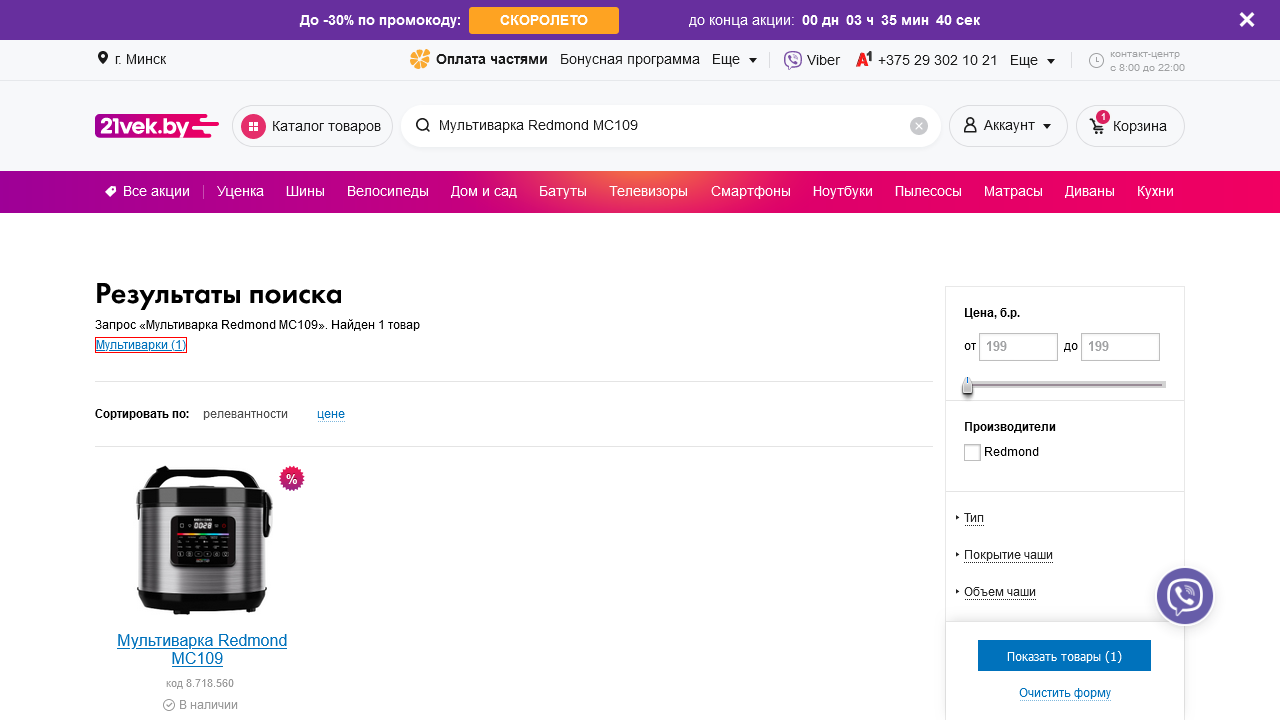 До -30% по промокоду: СКОРОЛЕТО до конца акции: 00 дн 03 ч 35 мин 40 сек
г. Минск Оплата частями Бонусная программа Еще Viber +375 29 302 10 21 Еще
контакт-центр
с 8:00 до 22:00
21vek.by Каталог товаров Мультиварка Redmond MC109 Аккаунт 1 Корзина
Все акции Уценка Шины Велосипеды Дом и сад Батуты Телевизоры Смартфоны Ноутбуки Пылесосы Матрасы Диваны Кухни
Результаты поиска
Запрос «Мультиварка Redmond MC109». Найден 1 товар
Мультиварки (1)
Сортировать по: релевантности цене
%
Мультиварка Redmond
MC109
код 8.718.560
В наличии
Цена, б.р.
от 199 до 199
Производители
Redmond
Тип
Покрытие чаши
Объем чаши
Показать товары (1)
Очистить форму